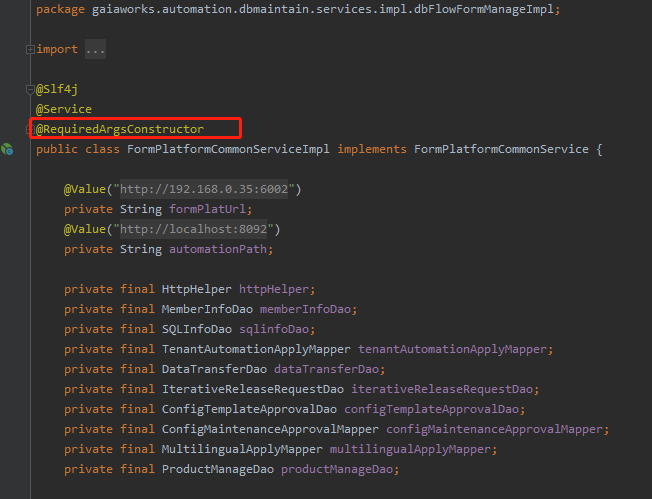 package gaiaworks.automation.dbmaintain.services.impl.dbFlowFormManageImpl;
import ...
@Slf4j
@Service
@RequiredArgsConstructor
public class FormPlatformCommonServiceImpl implements FormPlatformCommonService {
@Value("http://192.168.0.35:6002")
private String formPlatUrl;
@Value("http://localhost:8092")
private String automationPath;
private final HttpHelper httpHelper;
private final MemberInfoDao memberInfoDao;
private final SQLInfoDao sqlinfoDao;
private final TenantAutomationApplyMapper tenantAutomationApplyMapper;
private final DataTransferDao dataTransferDao;
private final IterativeReleaseRequestDao iterativeReleaseRequestDao;
private final ConfigTemplateApprovalDao configTemplateApprovalDao;
private final ConfigMaintenanceApprovalMapper configMaintenanceApprovalMapper;
private final MultilingualApplyMapper multilingualApplyMapper;
private final ProductManageDao productManageDao;